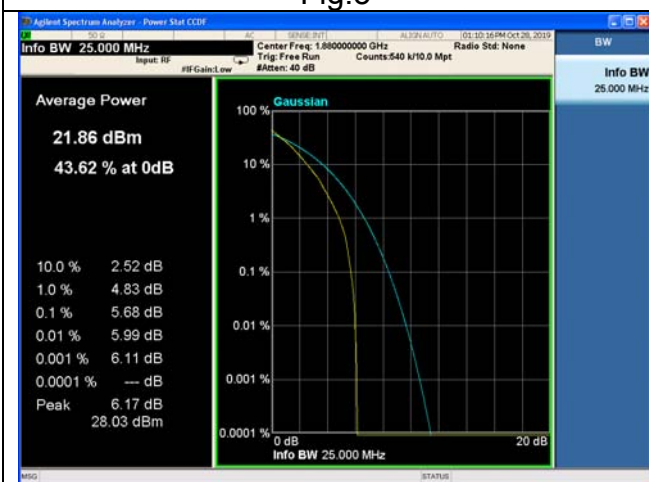 Agilent Spectrum Analyzer - Power Stat CCDF
50 Ω AC SENSE:INT ALIGN AUTO 01:10:16 PM Oct 28, 2019
Info BW 25.000 MHz
Center Freq: 1.880000000 GHz Radio Std: None
Input: RF Trig: Free Run Counts:540 k/10.0 Mpt
#IFGain:Low #Atten: 40 dB
BW
Info BW
25.000 MHz
Average Power
21.86 dBm
43.62 % at 0dB
10.0 % 2.52 dB
1.0 % 4.83 dB
0.1 % 5.68 dB
0.01 % 5.99 dB
0.001 % 6.11 dB
0.0001 % --- dB
Peak 6.17 dB
28.03 dBm
Gaussian
100 %
10 %
1 %
0.1 %
0.01 %
0.001 %
0.0001 %
0 dB 20 dB
Info BW 25.000 MHz
MSG STATUS